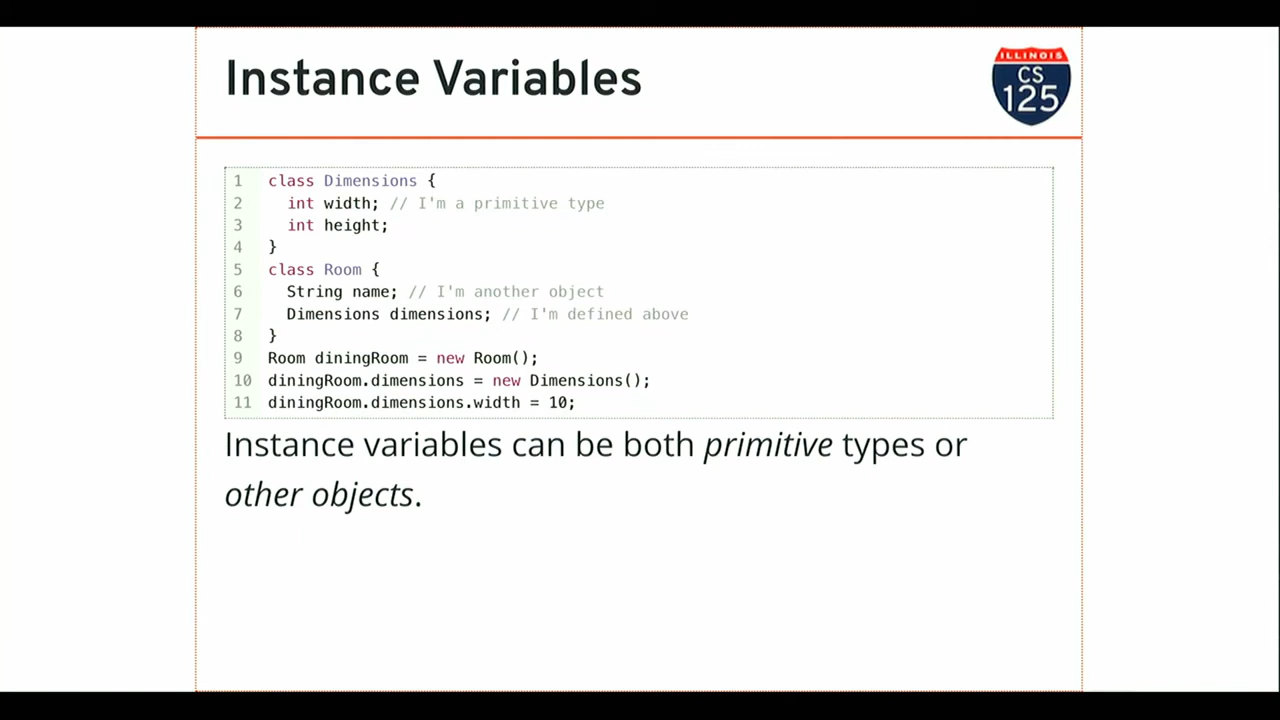 Instance Variables
ILLINOIS
CS
125
1 class Dimensions {
2   int width; // I'm a primitive type
3   int height;
4 }
5 class Room {
6   String name; // I'm another object
7   Dimensions dimensions; // I'm defined above
8 }
9 Room diningRoom = new Room();
10 diningRoom.dimensions = new Dimensions();
11 diningRoom.dimensions.width = 10;
Instance variables can be both primitive types or
other objects.